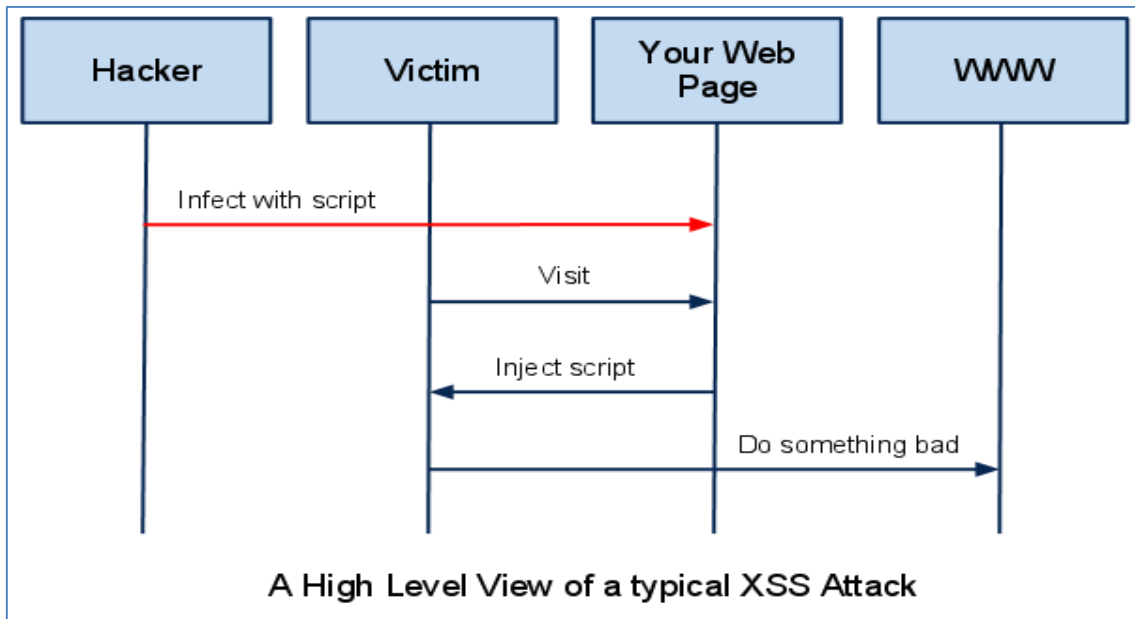 Hacker
Victim
Your Web
Page
WWW
Infect with script
Visit
Inject script
Do something bad
A High Level View of a typical XSS Attack